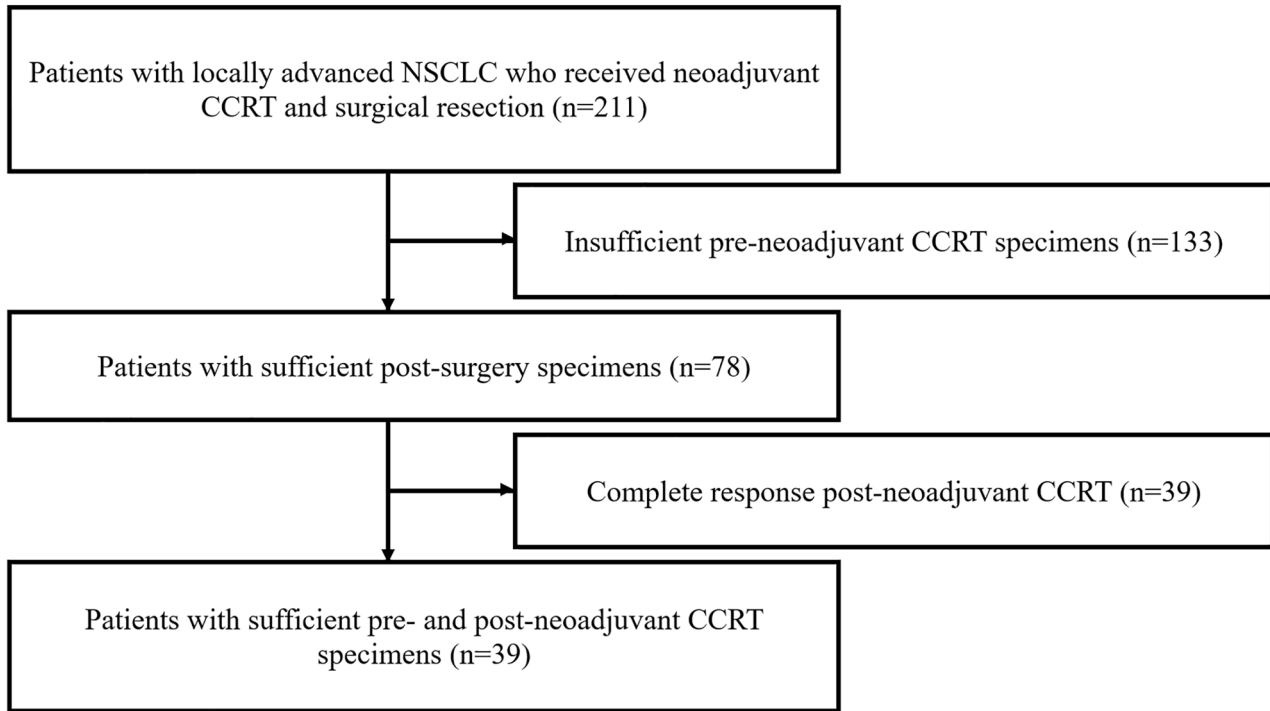 Patients with locally advanced NSCLC who received neoadjuvant
CCRT and surgical resection (n=211)
Insufficient pre-neoadjuvant CCRT specimens (n=133)
Patients with sufficient post-surgery specimens (n=78)
Complete response post-neoadjuvant CCRT (n=39)
Patients with sufficient pre- and post-neoadjuvant CCRT
specimens (n=39)